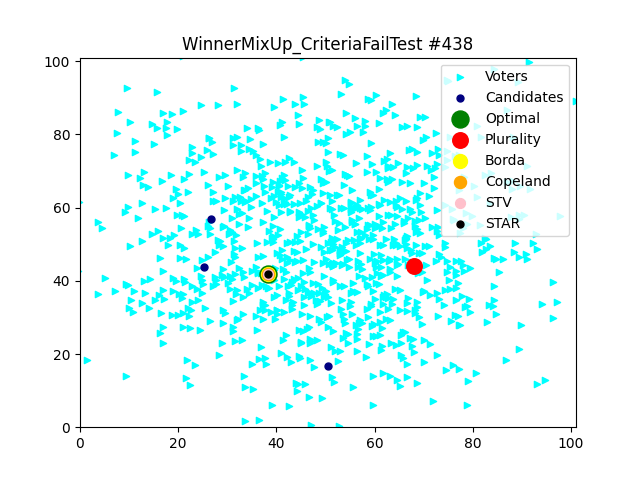 WinnerMixUp_CriteriaFailTest #438
100
80
60
40
20
0
0
20
40
60
80
100
Voters
Candidates
Optimal
Plurality
Borda
Copeland
STV
STAR